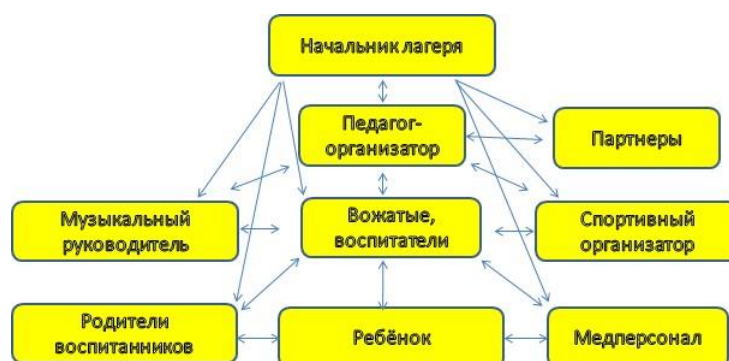 Начальник лагеря
Педагог-
организатор
Партнеры
Музыкальный
руководитель
Вожатые,
воспитатели
Спортивный
организатор
Родители
воспитанников
Ребёнок
Медперсонал